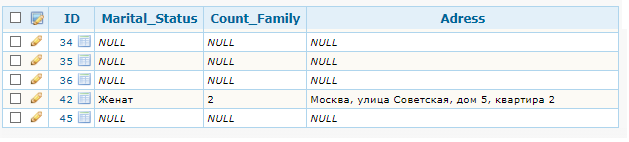 ID Marital_Status Count_Family Adress
34 NULL NULL NULL
35 NULL NULL NULL
36 NULL NULL NULL
42 Женат 2 Москва, улица Советская, дом 5, квартира 2
45 NULL NULL NULL